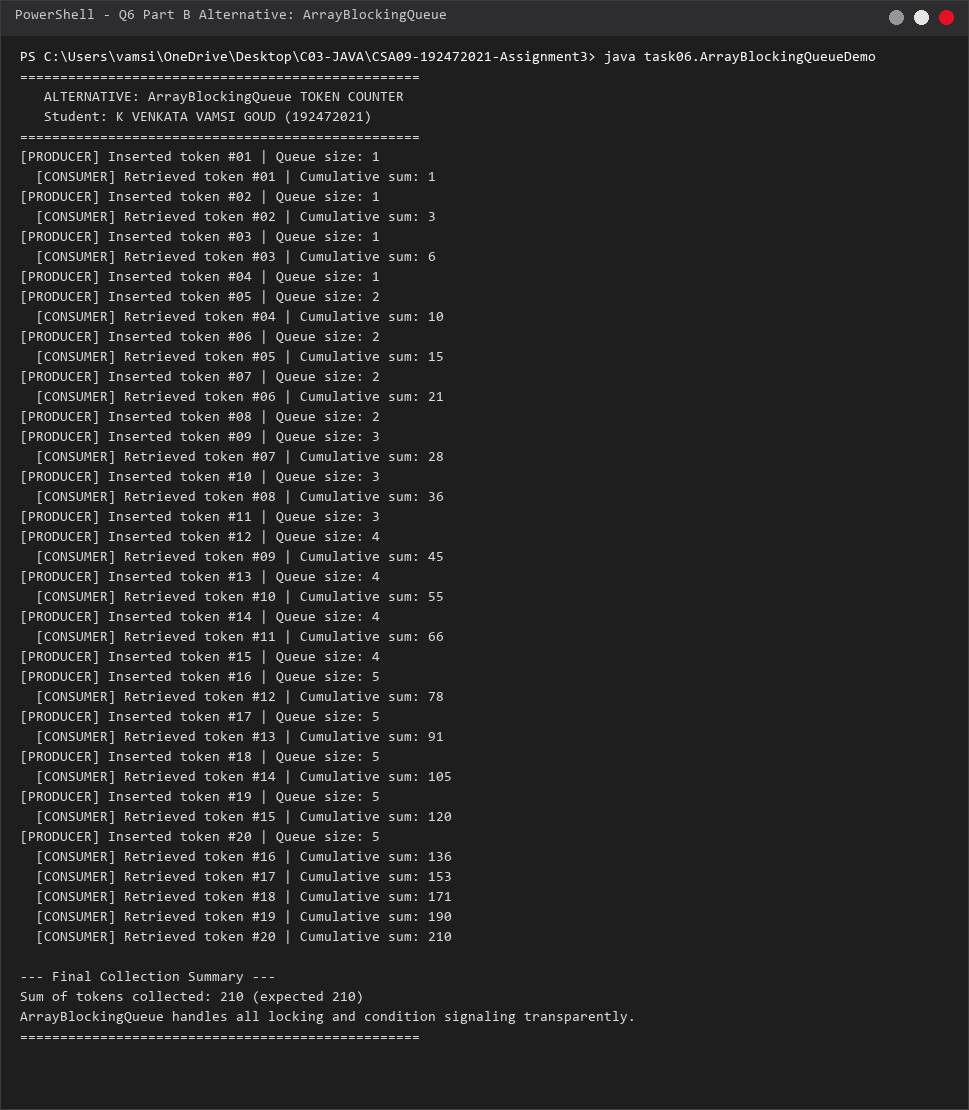 PowerShell - Q6 Part B Alternative: ArrayBlockingQueue
PS C:\Users\vamsi\OneDrive\Desktop\C03-JAVA\CSA09-192472021-Assignment3> java task06.ArrayBlockingQueueDemo
==================================================
ALTERNATIVE: ArrayBlockingQueue TOKEN COUNTER
Student: K VENKATA VAMSI GOUD (192472021)
==================================================
[PRODUCER] Inserted token #01 | Queue size: 1
[CONSUMER] Retrieved token #01 | Cumulative sum: 1
[PRODUCER] Inserted token #02 | Queue size: 1
[CONSUMER] Retrieved token #02 | Cumulative sum: 3
[PRODUCER] Inserted token #03 | Queue size: 1
[CONSUMER] Retrieved token #03 | Cumulative sum: 6
[PRODUCER] Inserted token #04 | Queue size: 1
[PRODUCER] Inserted token #05 | Queue size: 2
[CONSUMER] Retrieved token #04 | Cumulative sum: 10
[PRODUCER] Inserted token #06 | Queue size: 2
[CONSUMER] Retrieved token #05 | Cumulative sum: 15
[PRODUCER] Inserted token #07 | Queue size: 2
[CONSUMER] Retrieved token #06 | Cumulative sum: 21
[PRODUCER] Inserted token #08 | Queue size: 2
[PRODUCER] Inserted token #09 | Queue size: 3
[CONSUMER] Retrieved token #07 | Cumulative sum: 28
[PRODUCER] Inserted token #10 | Queue size: 3
[CONSUMER] Retrieved token #08 | Cumulative sum: 36
[PRODUCER] Inserted token #11 | Queue size: 3
[PRODUCER] Inserted token #12 | Queue size: 4
[CONSUMER] Retrieved token #09 | Cumulative sum: 45
[PRODUCER] Inserted token #13 | Queue size: 4
[CONSUMER] Retrieved token #10 | Cumulative sum: 55
[PRODUCER] Inserted token #14 | Queue size: 4
[CONSUMER] Retrieved token #11 | Cumulative sum: 66
[PRODUCER] Inserted token #15 | Queue size: 4
[PRODUCER] Inserted token #16 | Queue size: 5
[CONSUMER] Retrieved token #12 | Cumulative sum: 78
[PRODUCER] Inserted token #17 | Queue size: 5
[CONSUMER] Retrieved token #13 | Cumulative sum: 91
[PRODUCER] Inserted token #18 | Queue size: 5
[CONSUMER] Retrieved token #14 | Cumulative sum: 105
[PRODUCER] Inserted token #19 | Queue size: 5
[CONSUMER] Retrieved token #15 | Cumulative sum: 120
[PRODUCER] Inserted token #20 | Queue size: 5
[CONSUMER] Retrieved token #16 | Cumulative sum: 136
[CONSUMER] Retrieved token #17 | Cumulative sum: 153
[CONSUMER] Retrieved token #18 | Cumulative sum: 171
[CONSUMER] Retrieved token #19 | Cumulative sum: 190
[CONSUMER] Retrieved token #20 | Cumulative sum: 210
--- Final Collection Summary ---
Sum of tokens collected: 210 (expected 210)
ArrayBlockingQueue handles all locking and condition signaling transparently.
==================================================